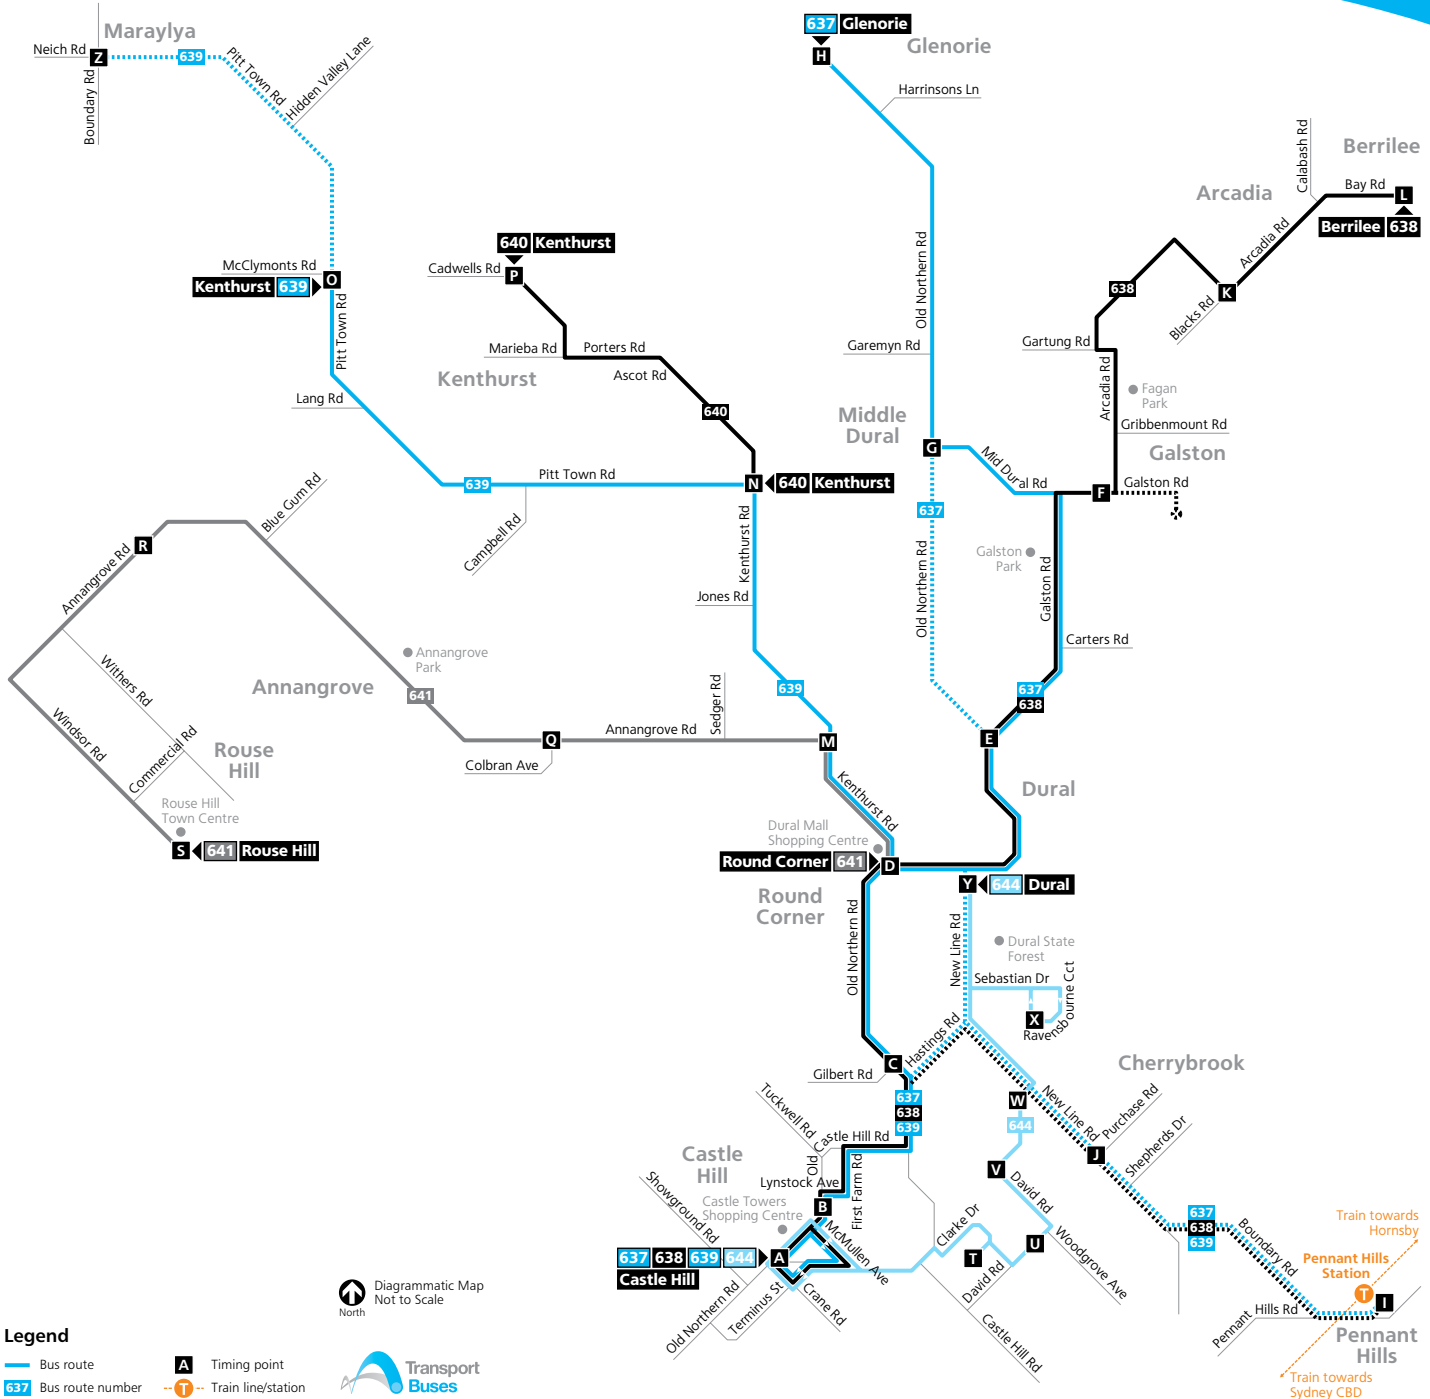 Maraylya
Neich Rd
Z
639
Pitt Town Rd
Hidden Valley Lane
Boundary Rd
637 Glenorie
H
Glenorie
Harrinsons Ln
Calabash Rd
Berrilee
Bay Rd
L
Berrilee 638
Arcadia
Arcadia Rd
638
K
Blacks Rd
Gartung Rd
Arcadia Rd
Fagan
Park
Gribbenmount Rd
Galston
Galston Rd
F
McClymonts Rd
O
Kenthurst 639
Pitt Town Rd
Lang Rd
640 Kenthurst
Cadwells Rd
P
Marieba Rd
Porters Rd
Ascot Rd
Kenthurst
640
Old Northern Rd
Garemyn Rd
Middle
Dural
G
Mid Dural Rd
637
Old Northern Rd
Galston
Park
Galston Rd
Carters Rd
637
638
E
Dural
639
Pitt Town Rd
N
640 Kenthurst
Campbell Rd
Kenthurst Rd
Jones Rd
639
Blue Gum Rd
R
Annangrove Rd
Withers Rd
Annangrove
Park
Annangrove
641
Windsor Rd
Commercial Rd
Rouse
Hill
Rouse Hill
Town Centre
S
641 Rouse Hill
Q
Colbran Ave
Annangrove Rd
Sedger Rd
M
Kenthurst Rd
Dural Mall
Shopping Centre
Round Corner 641
D
Round
Corner
Y
644 Dural
Old Northern Rd
New Line Rd
Dural State
Forest
Sebastian Dr
Ravensbourne Cct
X
Hastings Rd
C
Gilbert Rd
637
638
639
Cherrybrook
W
644
New Line Rd
Purchase Rd
J
Shepherds Dr
Tuckwell Rd
Old Castle Hill Rd
Castle
Hill
Lynstock Ave
First Farm Rd
Showground Rd
Castle Towers
Shopping Centre
B
McMullen Ave
637 638 639 644
Castle Hill
A
Old Northern Rd
Terminus St
Crane Rd
Clarke Dr
T
David Rd
V
David Rd
U
Woodgrove Ave
Castle Hill Rd
637
638
639
Boundary Rd
Train towards
Hornsby
Pennant Hills
Station
T
I
Pennant Hills Rd
Pennant
Hills
Train towards
Sydney CBD
North
Diagrammatic Map
Not to Scale
Legend
Bus route
A
Timing point
637
Bus route number
T
Train line/station
Transport
Buses